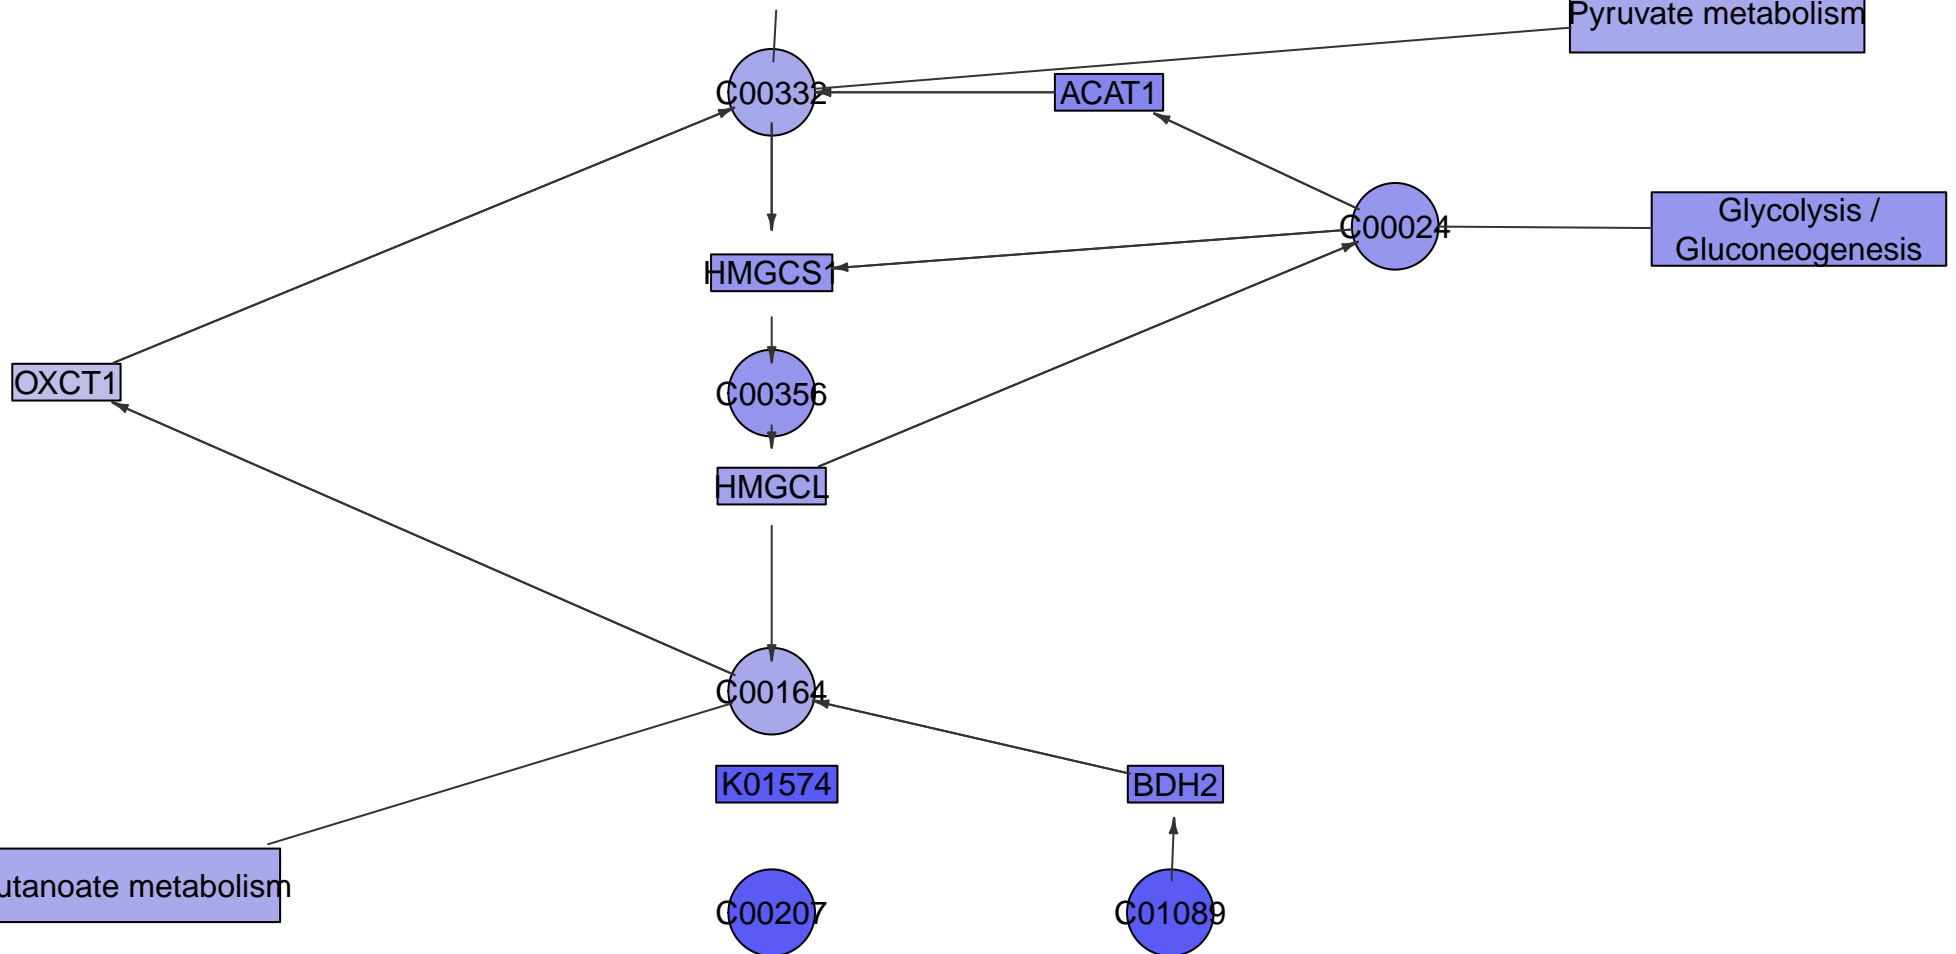 Pyruvate metabolism
C00332
ACAT1
C00024
Glycolysis /
Gluconeogenesis
HMGCS1
OXCT1
C00356
HMGCL
C00164
K01574
BDH2
utanoate metabolism
C00207
C01089